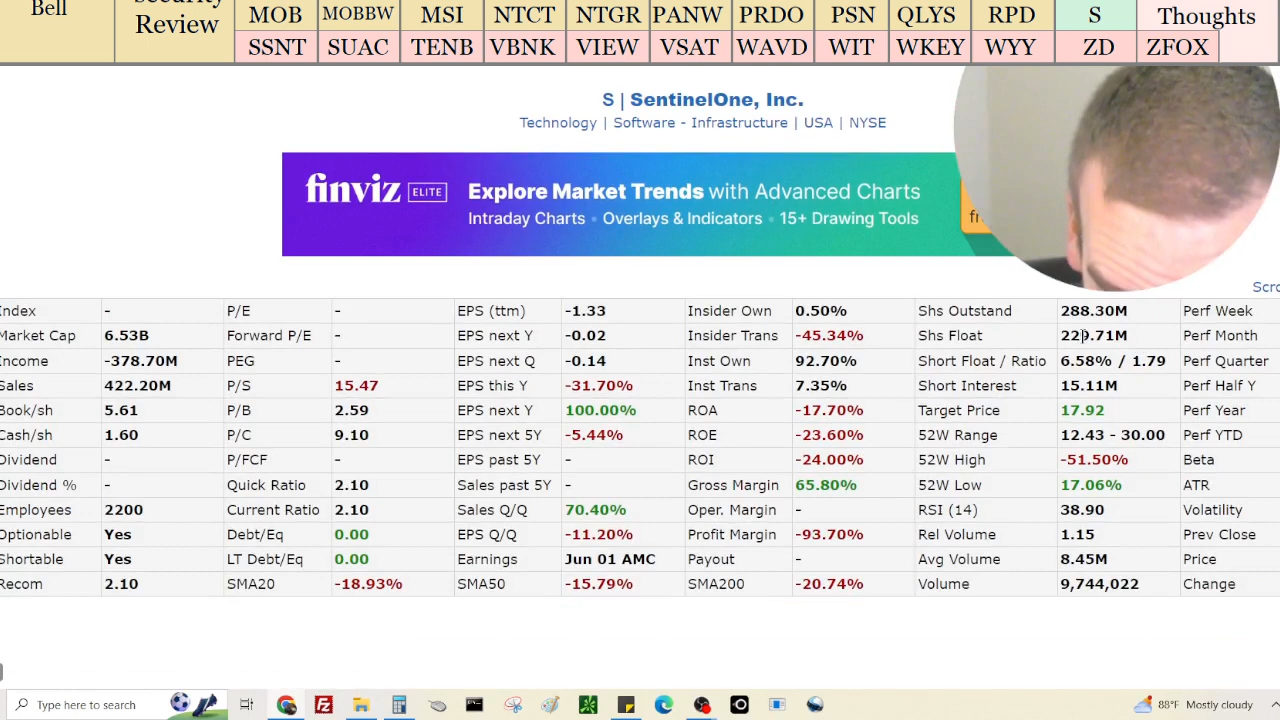 Bell
Security
Review
MOB MOBBW MSI NTCT NTGR PANW PRDO PSN QLYS RPD S Thoughts
SSNT SUAC TENB VBNK VIEW VSAT WAVD WIT WKEY WYY ZD ZFOX
S | SentinelOne, Inc.
Technology | Software - Infrastructure | USA | NYSE
finviz ELITE Explore Market Trends with Advanced Charts
Intraday Charts • Overlays & Indicators • 15+ Drawing Tools
Index - P/E - EPS (ttm) -1.33 Insider Own 0.50% Shs Outstand 288.30M Perf Week
Market Cap 6.53B Forward P/E - EPS next Y -0.02 Insider Trans -45.34% Shs Float 229.71M Perf Month
Income -378.70M PEG - EPS next Q -0.14 Inst Own 92.70% Short Float / Ratio 6.58% / 1.79 Perf Quarter
Sales 422.20M P/S 15.47 EPS this Y -31.70% Inst Trans 7.35% Short Interest 15.11M Perf Half Y
Book/sh 5.61 P/B 2.59 EPS next Y 100.00% ROA -17.70% Target Price 17.92 Perf Year
Cash/sh 1.60 P/C 9.10 EPS next 5Y -5.44% ROE -23.60% 52W Range 12.43 - 30.00 Perf YTD
Dividend - P/FCF - EPS past 5Y - ROI -24.00% 52W High -51.50% Beta
Dividend % - Quick Ratio 2.10 Sales past 5Y - Gross Margin 65.80% 52W Low 17.06% ATR
Employees 2200 Current Ratio 2.10 Sales Q/Q 70.40% Oper. Margin - RSI (14) 38.90 Volatility
Optionable Yes Debt/Eq 0.00 EPS Q/Q -11.20% Profit Margin -93.70% Rel Volume 1.15 Prev Close
Shortable Yes LT Debt/Eq 0.00 Earnings Jun 01 AMC Payout - Avg Volume 8.45M Price
Recom 2.10 SMA20 -18.93% SMA50 -15.79% SMA200 -20.74% Volume 9,744,022 Change
Type here to search 88°F Mostly cloudy